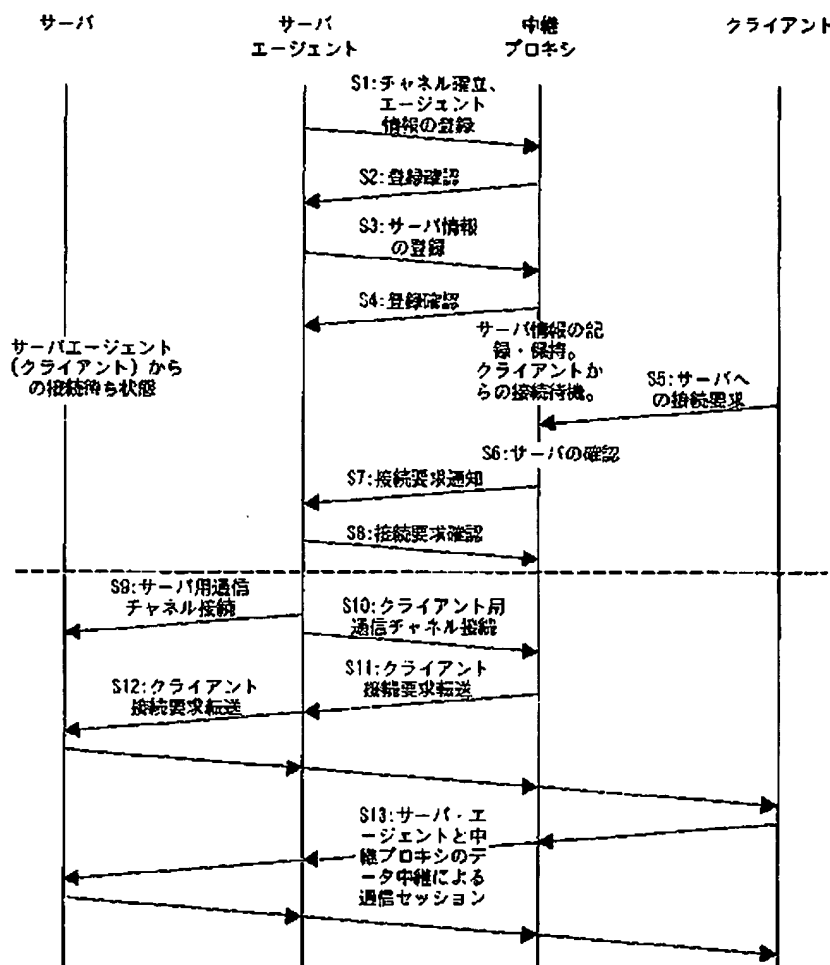 サーバ
サーバ
エージェント
中継
プロキシ
クライアント
S1:チャネル確立、
エージェント
情報の登録
S2:登録確認
S3:サーバ情報
の登録
S4:登録確認
サーバエージェント
(クライアント)から
の接続待ち状態
サーバ情報の記
録・保持。
クライアントか
らの接続待機。
S5:サーバへ
の接続要求
S6:サーバの確認
S7:接続要求通知
S8:接続要求確認
S9:サーバ用通信
チャネル接続
S10:クライアント用
通信チャネル接続
S11:クライアント
接続要求転送
S12:クライアント
接続要求転送
S13:サーバ・エ
ージェントと中
継プロキシのデ
ータ中継による
通信セッション